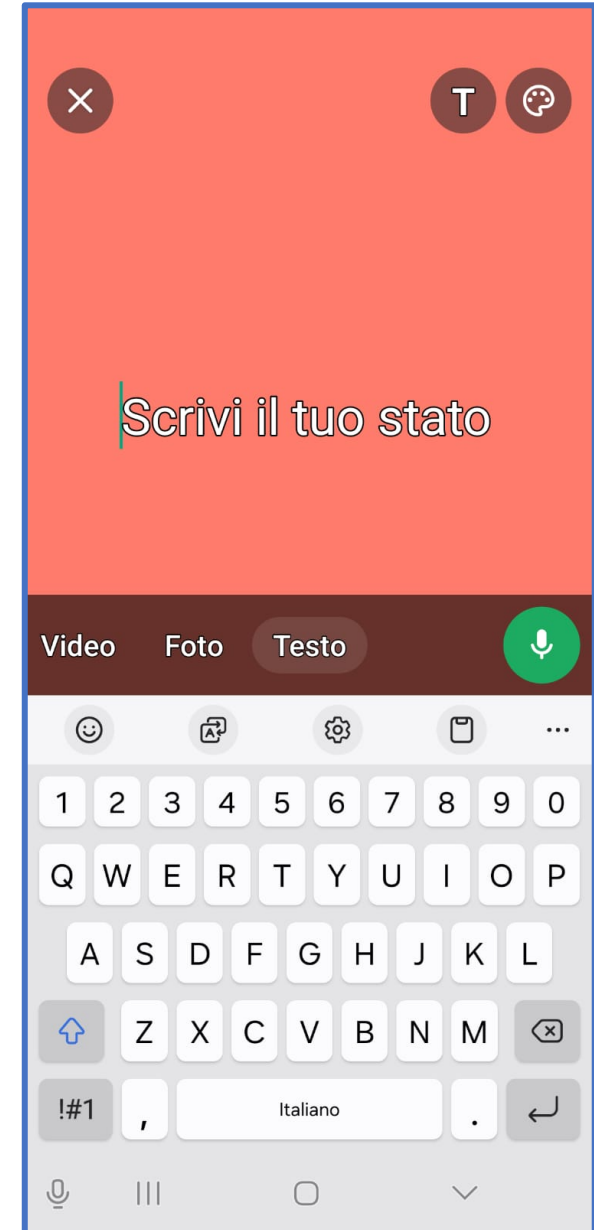 T
Scrivi il tuo stato
Video Foto Testo
1 2 3 4 5 6 7 8 9 0
Q W E R T Y U I O P
A S D F G H J K L
Z X C V B N M
!#1 , Italiano .